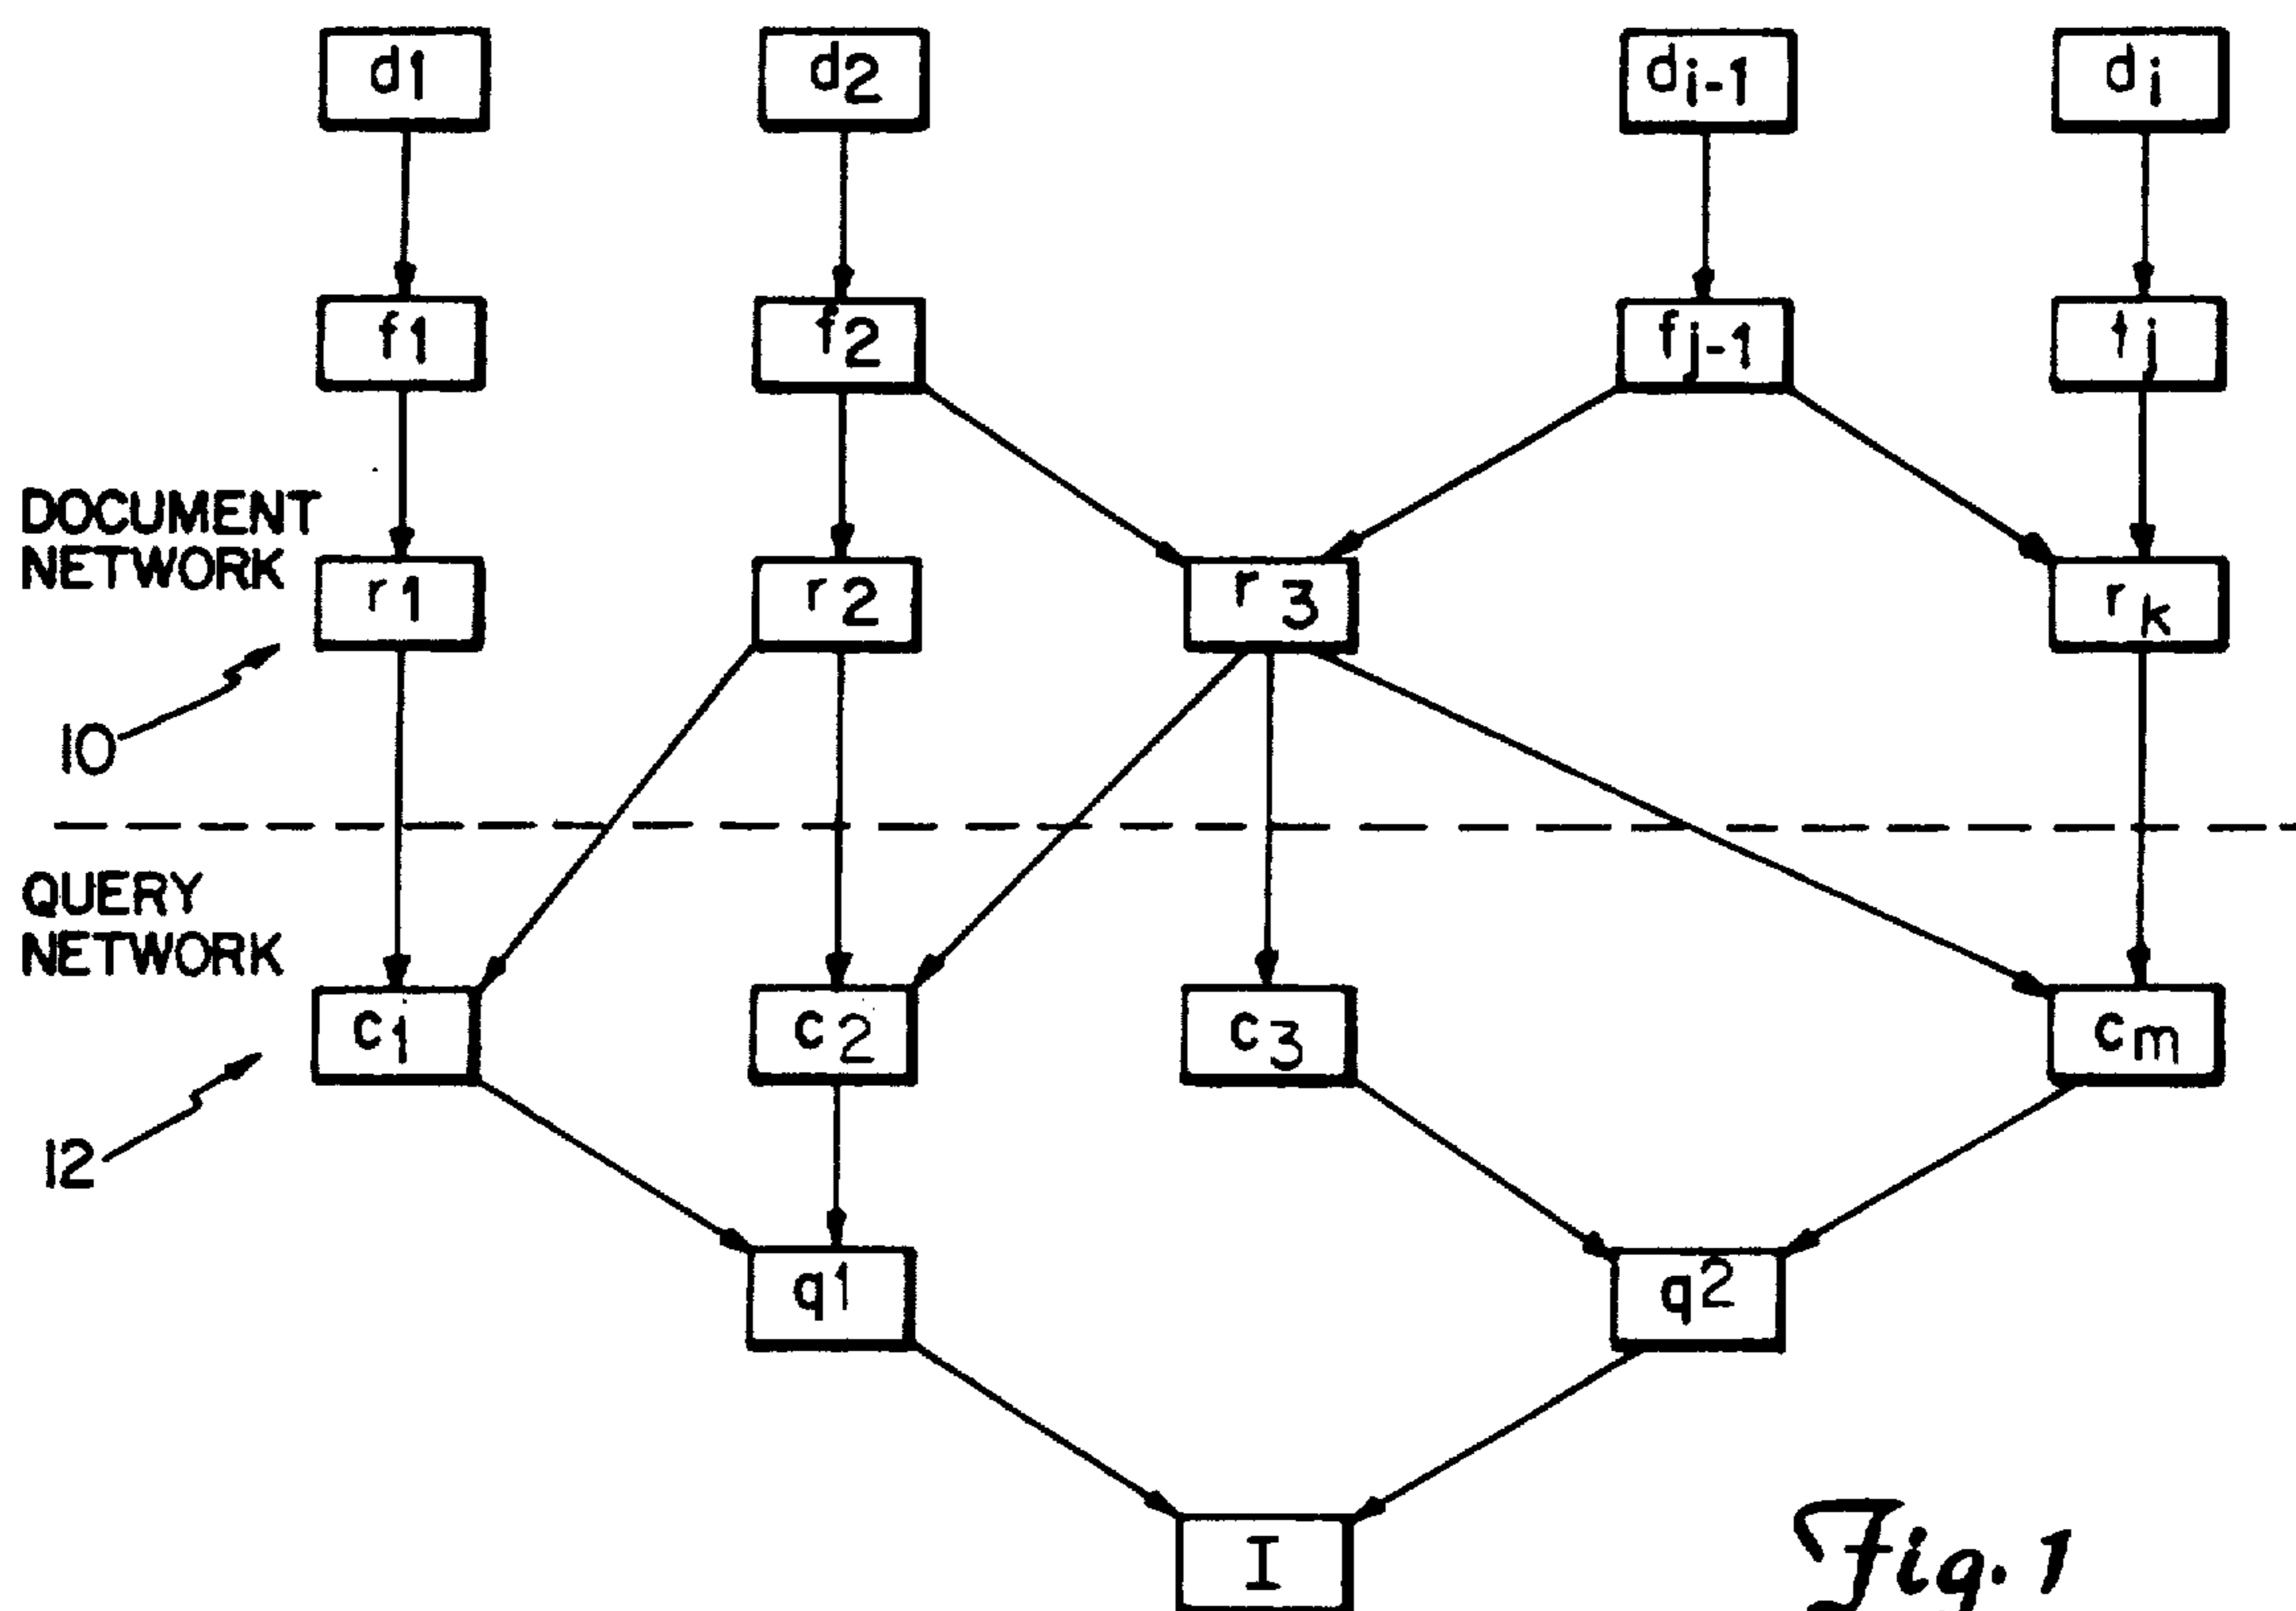 d1 d2 di-1 di
f1 f2 fj-1 fj
DOCUMENT
NETWORK
r1 r2 r3 rk
10
QUERY
NETWORK
c1 c2 c3 cm
12
q1 q2
I
Fig. 1